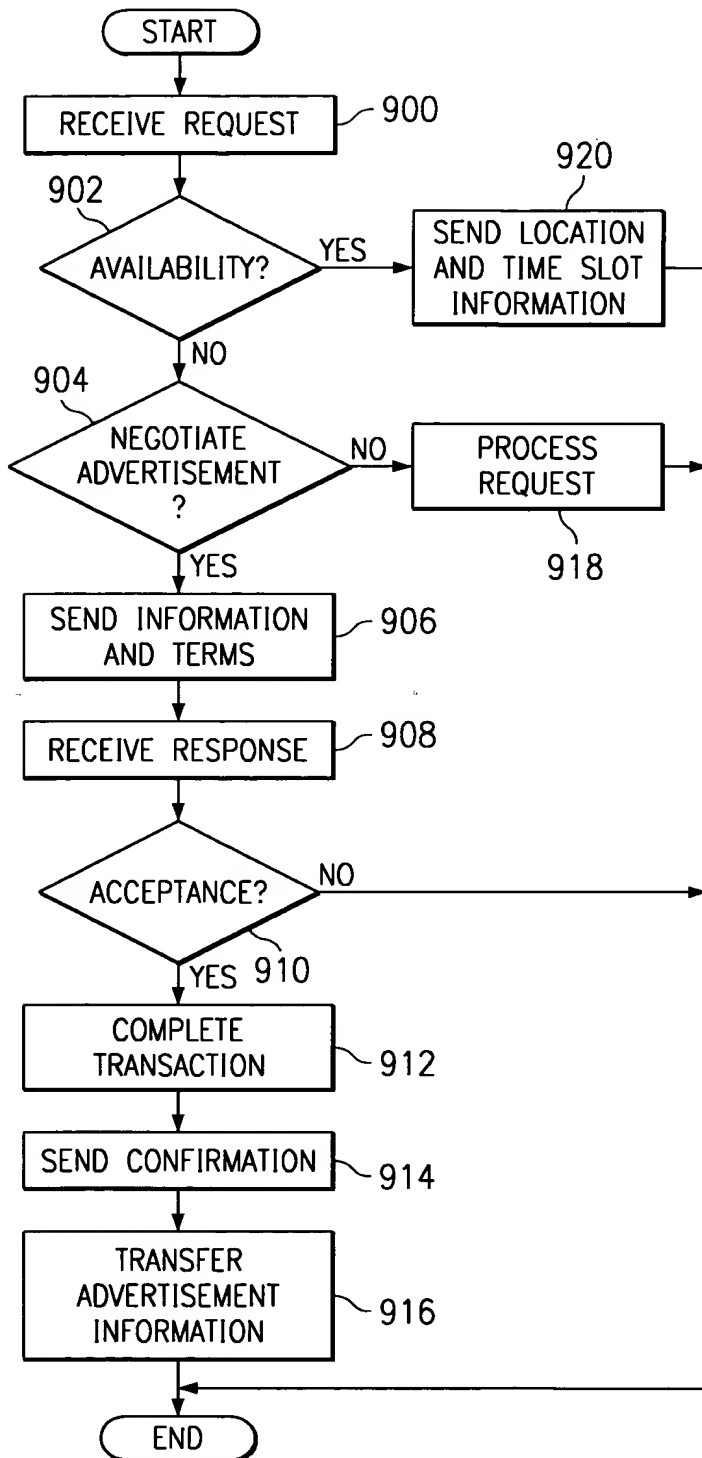 START
RECEIVE REQUEST
900
902
AVAILABILITY?
YES
920
SEND LOCATION
AND TIME SLOT
INFORMATION
NO
904
NEGOTIATE
ADVERTISEMENT
?
NO
PROCESS
REQUEST
918
YES
SEND INFORMATION
AND TERMS
906
RECEIVE RESPONSE
908
ACCEPTANCE?
NO
910
YES
COMPLETE
TRANSACTION
912
SEND CONFIRMATION
914
TRANSFER
ADVERTISEMENT
INFORMATION
916
END